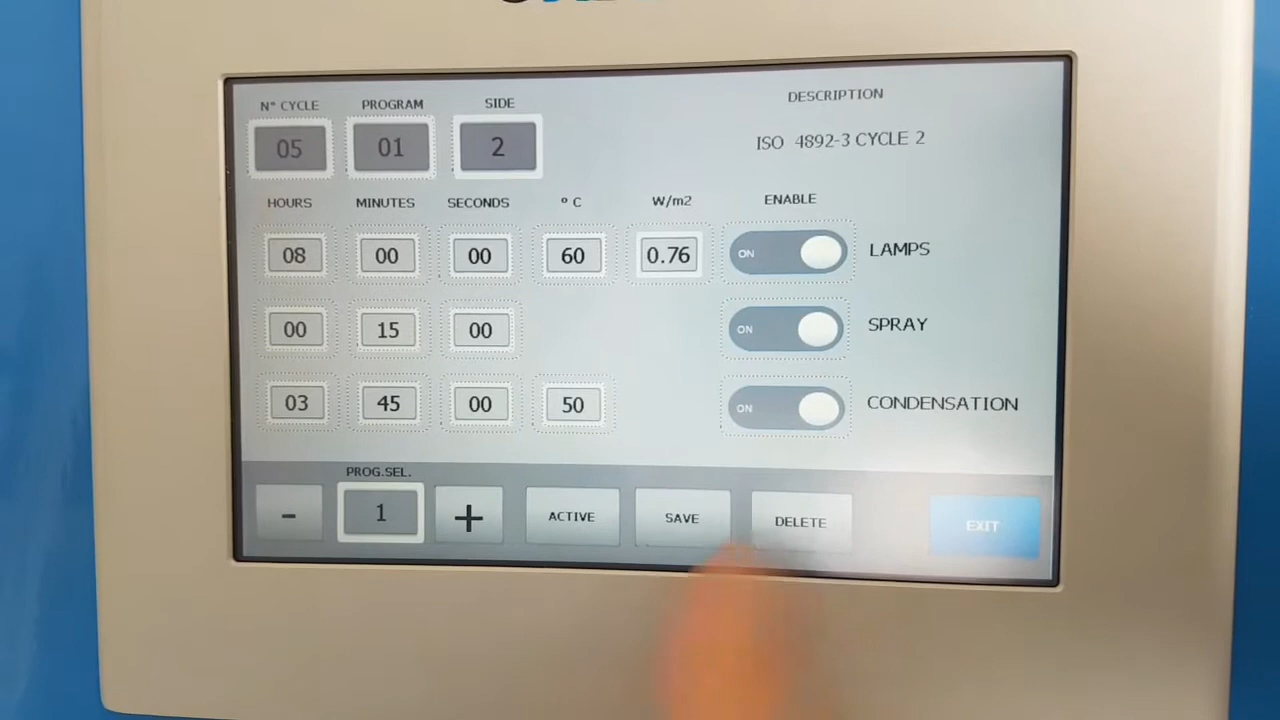 N° CYCLE PROGRAM SIDE DESCRIPTION
05 01 2 ISO 4892-3 CYCLE 2
HOURS MINUTES SECONDS º C W/m2 ENABLE
08 00 00 60 0.76 ON LAMPS
00 15 00 ON SPRAY
03 45 00 50 ON CONDENSATION
PROG.SEL.
- 1 + ACTIVE SAVE DELETE EXIT